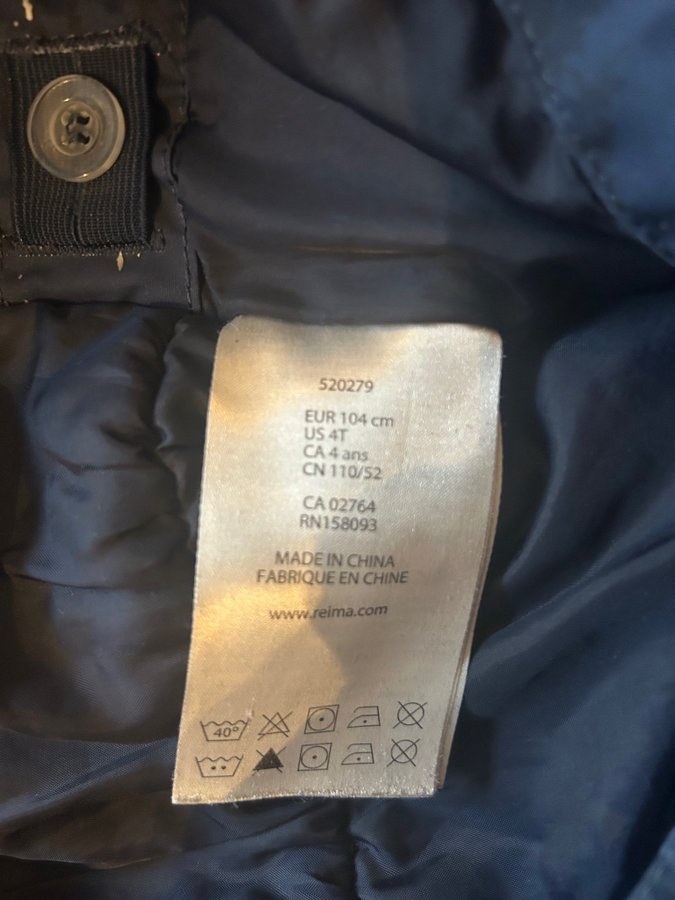 520279
EUR 104 cm
US 4T
CA 4 ans
CN 110/52
CA 02764
RN158093
MADE IN CHINA
FABRIQUE EN CHINE
www.reima.com
40°